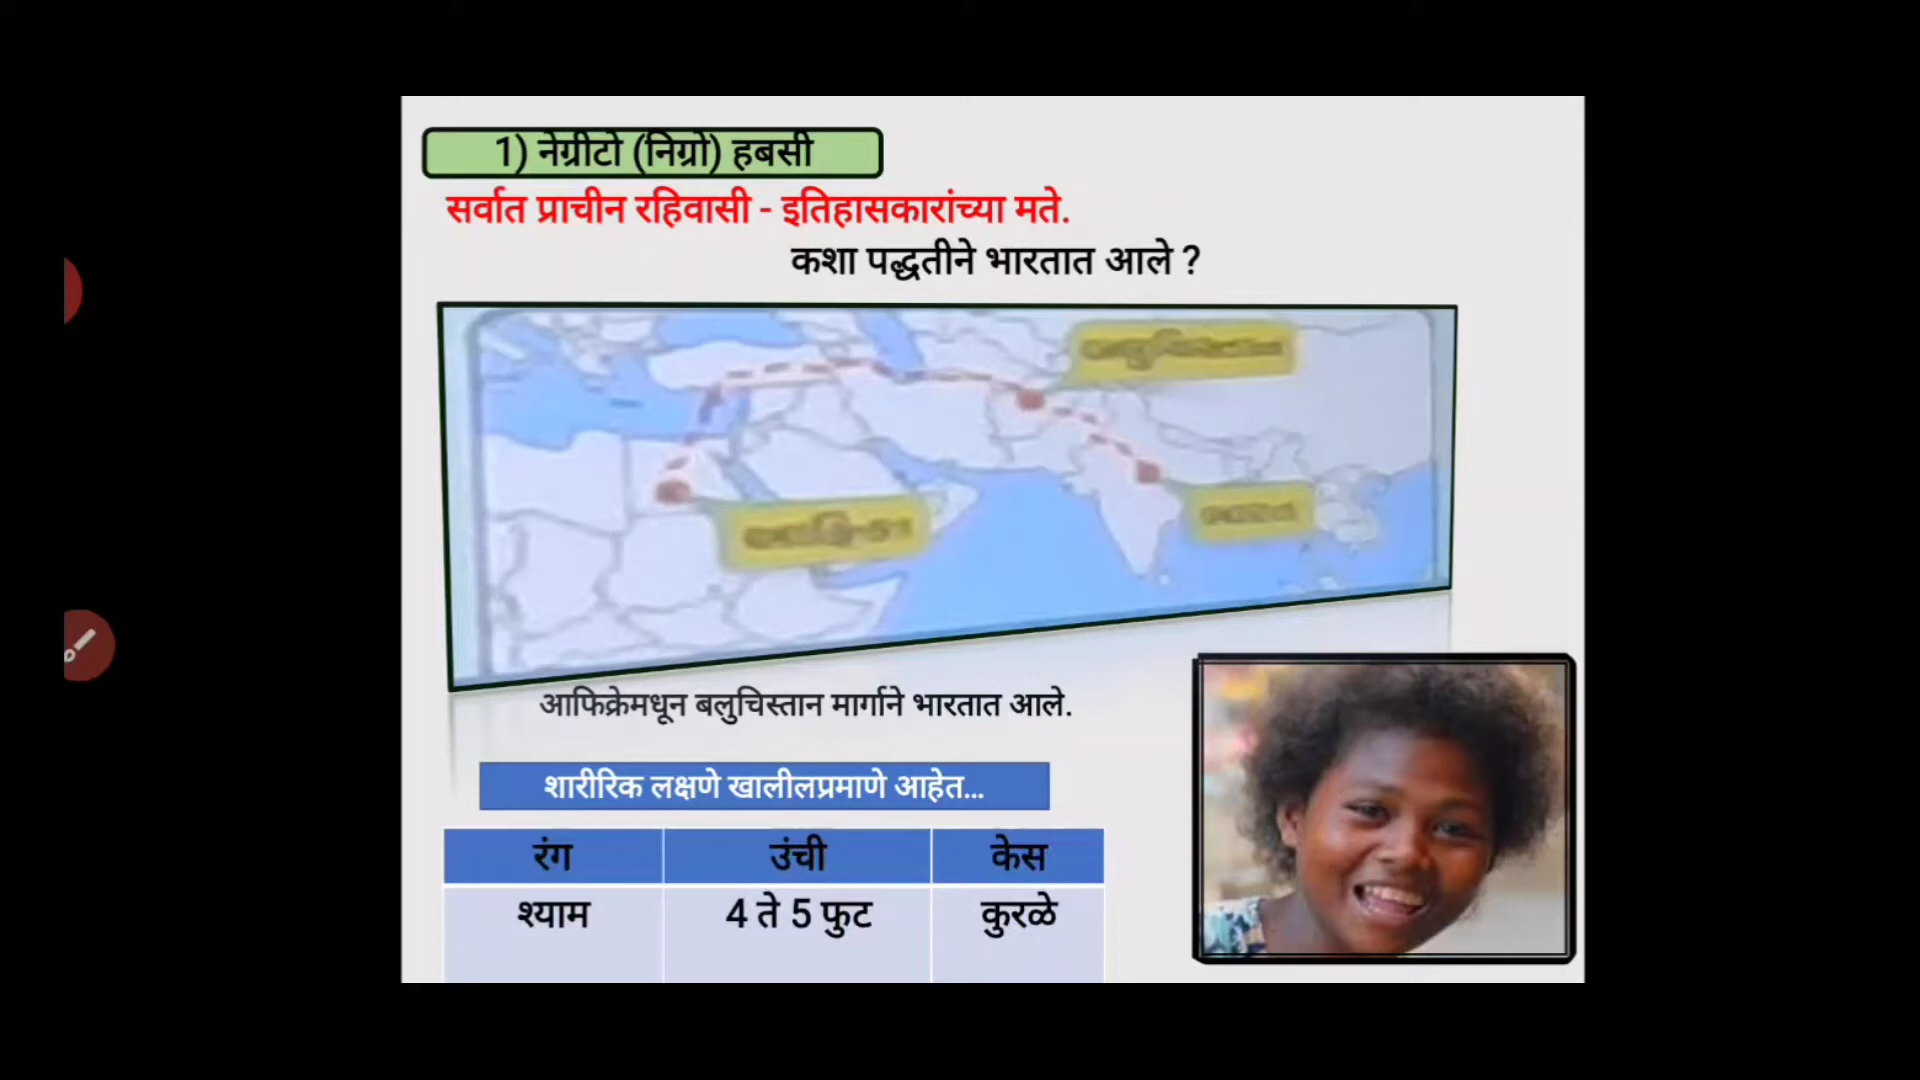 1) नेग्रीटो (निग्रो) हबसी
सर्वात प्राचीन रहिवासी - इतिहासकारांच्या मते.
कशा पद्धतीने भारतात आले ?
आफिक्रेमधून बलुचिस्तान मार्गाने भारतात आले.
शारीरिक लक्षणे खालीलप्रमाणे आहेत...
रंग उंची केस
श्याम 4 ते 5 फुट कुरळे